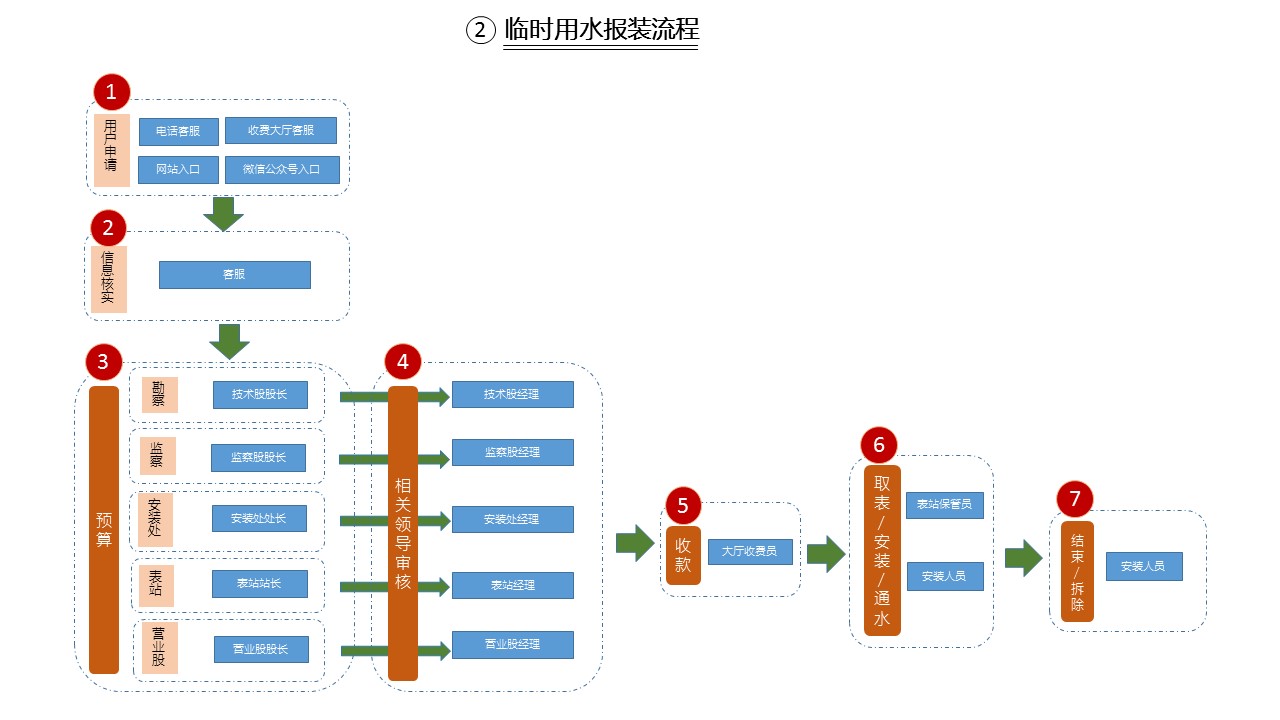 ② 临时用水报装流程
1
用户申请
电话客服
收费大厅客服
网站入口
微信公众号入口
2
信息核实
客服
3
预算
勘察
技术股股长
监察
监察股股长
安装处
安装处处长
表站
表站站长
营业股
营业股股长
4
相关领导审核
技术股经理
监察股经理
安装处经理
表站经理
营业股经理
5
收款
大厅收费员
6
取表/安装/通水
表站保管员
安装人员
7
结束/拆除
安装人员